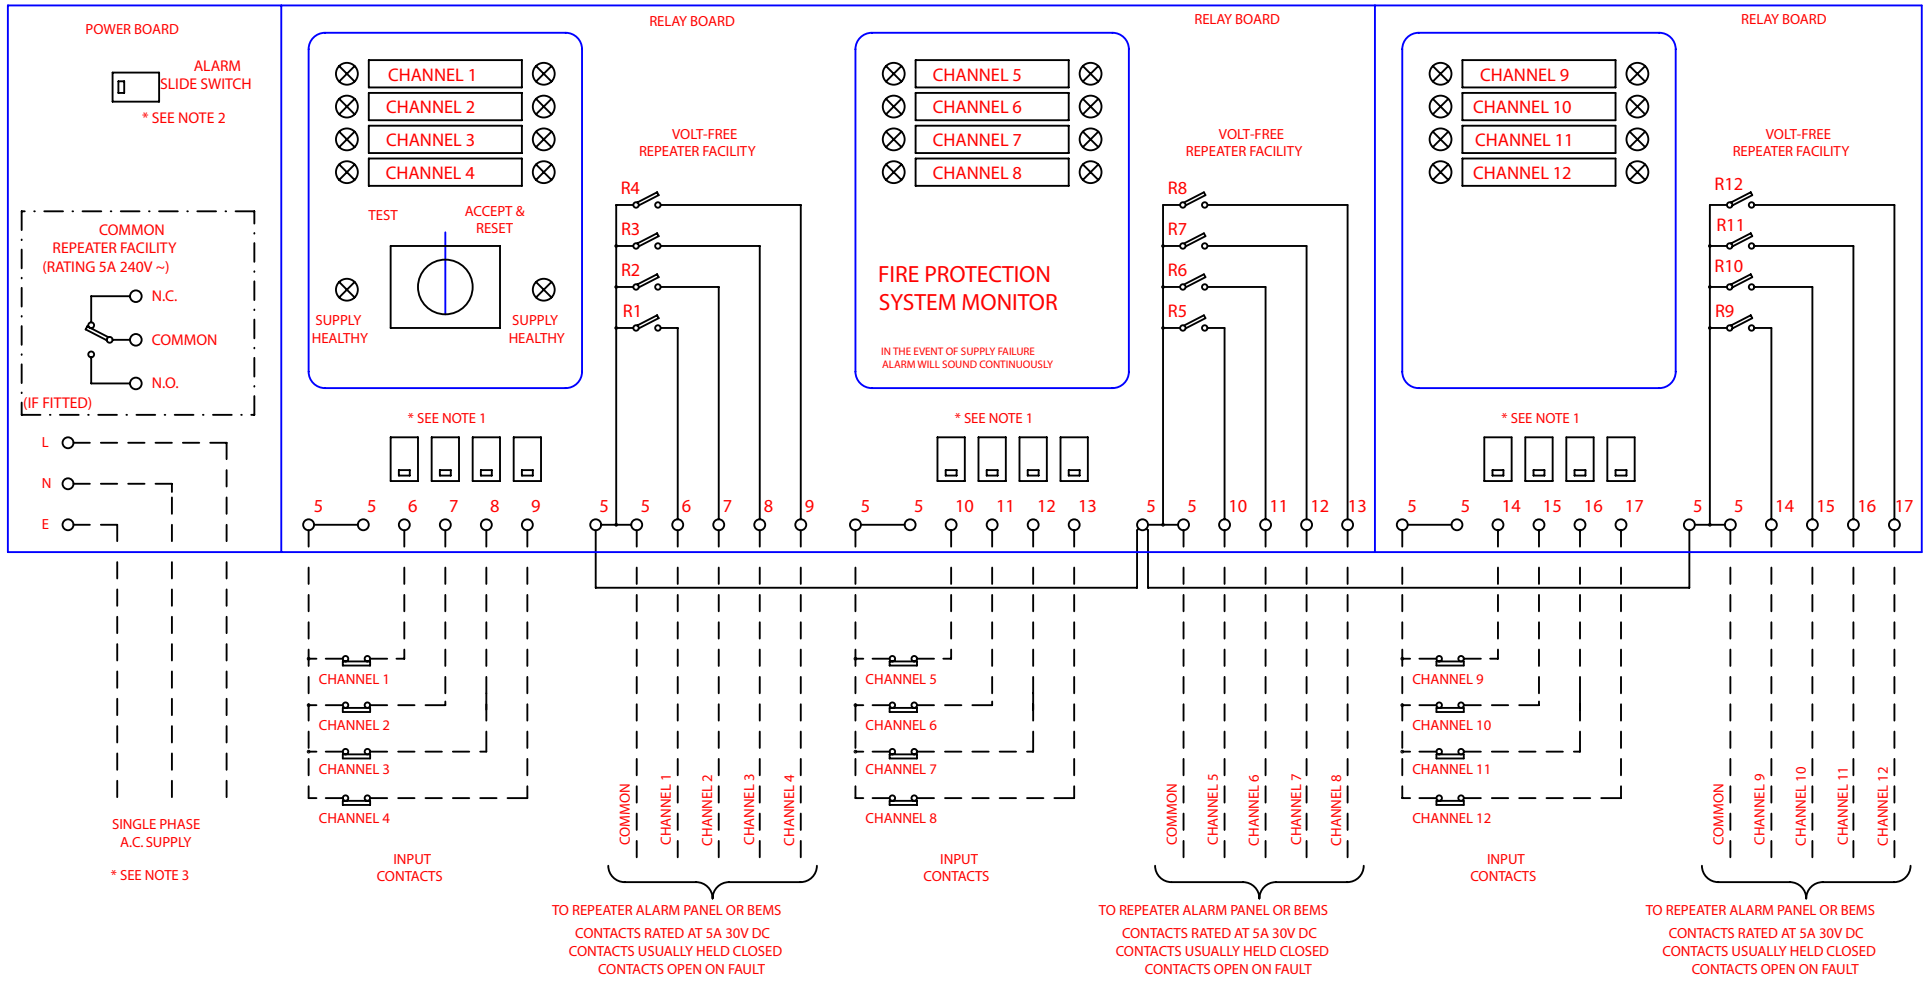 POWER BOARD
ALARM
SLIDE SWITCH
* SEE NOTE 2
COMMON
REPEATER FACILITY
(RATING 5A 240V ~)
N.C.
COMMON
N.O.
(IF FITTED)
L
N
E
SINGLE PHASE
A.C. SUPPLY
* SEE NOTE 3
RELAY BOARD
CHANNEL 1
CHANNEL 2
CHANNEL 3
CHANNEL 4
TEST
ACCEPT &
RESET
SUPPLY
HEALTHY
SUPPLY
HEALTHY
* SEE NOTE 1
VOLT-FREE
REPEATER FACILITY
R4
R3
R2
R1
5 5 6 7 8 9
5 5 6 7 8 9
CHANNEL 1
CHANNEL 2
CHANNEL 3
CHANNEL 4
INPUT
CONTACTS
COMMON
CHANNEL 1
CHANNEL 2
CHANNEL 3
CHANNEL 4
TO REPEATER ALARM PANEL OR BEMS
CONTACTS RATED AT 5A 30V DC
CONTACTS USUALLY HELD CLOSED
CONTACTS OPEN ON FAULT
RELAY BOARD
CHANNEL 5
CHANNEL 6
CHANNEL 7
CHANNEL 8
FIRE PROTECTION
SYSTEM MONITOR
IN THE EVENT OF SUPPLY FAILURE
ALARM WILL SOUND CONTINUOUSLY
* SEE NOTE 1
VOLT-FREE
REPEATER FACILITY
R8
R7
R6
R5
5 5 10 11 12 13
5 5 10 11 12 13
CHANNEL 5
CHANNEL 6
CHANNEL 7
CHANNEL 8
INPUT
CONTACTS
COMMON
CHANNEL 5
CHANNEL 6
CHANNEL 7
CHANNEL 8
TO REPEATER ALARM PANEL OR BEMS
CONTACTS RATED AT 5A 30V DC
CONTACTS USUALLY HELD CLOSED
CONTACTS OPEN ON FAULT
RELAY BOARD
CHANNEL 9
CHANNEL 10
CHANNEL 11
CHANNEL 12
* SEE NOTE 1
VOLT-FREE
REPEATER FACILITY
R12
R11
R10
R9
5 5 14 15 16 17
5 5 14 15 16 17
CHANNEL 9
CHANNEL 10
CHANNEL 11
CHANNEL 12
INPUT
CONTACTS
COMMON
CHANNEL 9
CHANNEL 10
CHANNEL 11
CHANNEL 12
TO REPEATER ALARM PANEL OR BEMS
CONTACTS RATED AT 5A 30V DC
CONTACTS USUALLY HELD CLOSED
CONTACTS OPEN ON FAULT